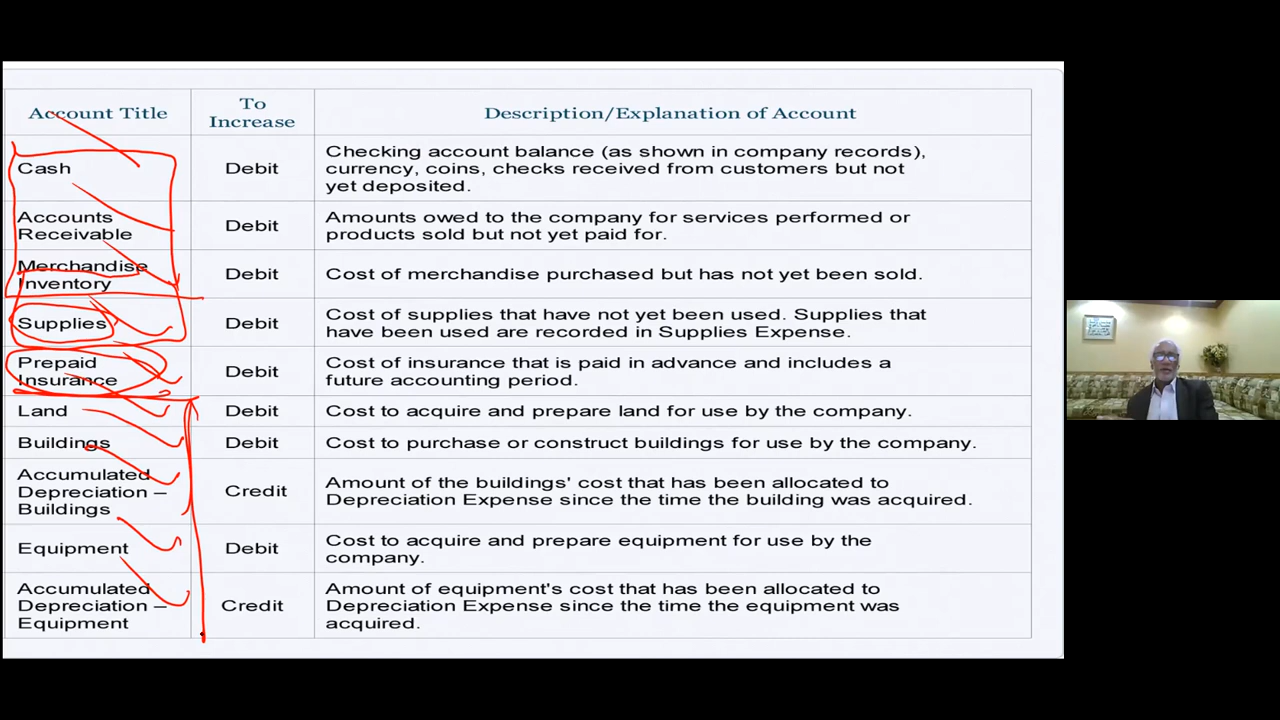 Account Title
To
Increase
Description/Explanation of Account
Cash
Debit
Checking account balance (as shown in company records),
currency, coins, checks received from customers but not
yet deposited.
Accounts
Receivable
Debit
Amounts owed to the company for services performed or
products sold but not yet paid for.
Merchandise
Inventory
Debit
Cost of merchandise purchased but has not yet been sold.
Supplies
Debit
Cost of supplies that have not yet been used. Supplies that
have been used are recorded in Supplies Expense.
Prepaid
Insurance
Debit
Cost of insurance that is paid in advance and includes a
future accounting period.
Land
Debit
Cost to acquire and prepare land for use by the company.
Buildings
Debit
Cost to purchase or construct buildings for use by the company.
Accumulated
Depreciation –
Buildings
Credit
Amount of the buildings' cost that has been allocated to
Depreciation Expense since the time the building was acquired.
Equipment
Debit
Cost to acquire and prepare equipment for use by the
company.
Accumulated
Depreciation –
Equipment
Credit
Amount of equipment's cost that has been allocated to
Depreciation Expense since the time the equipment was
acquired.